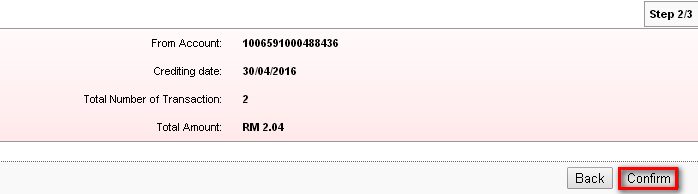 Step 2/3
From Account: 1006591000488436
Crediting date: 30/04/2016
Total Number of Transaction: 2
Total Amount: RM 2.04
Back Confirm